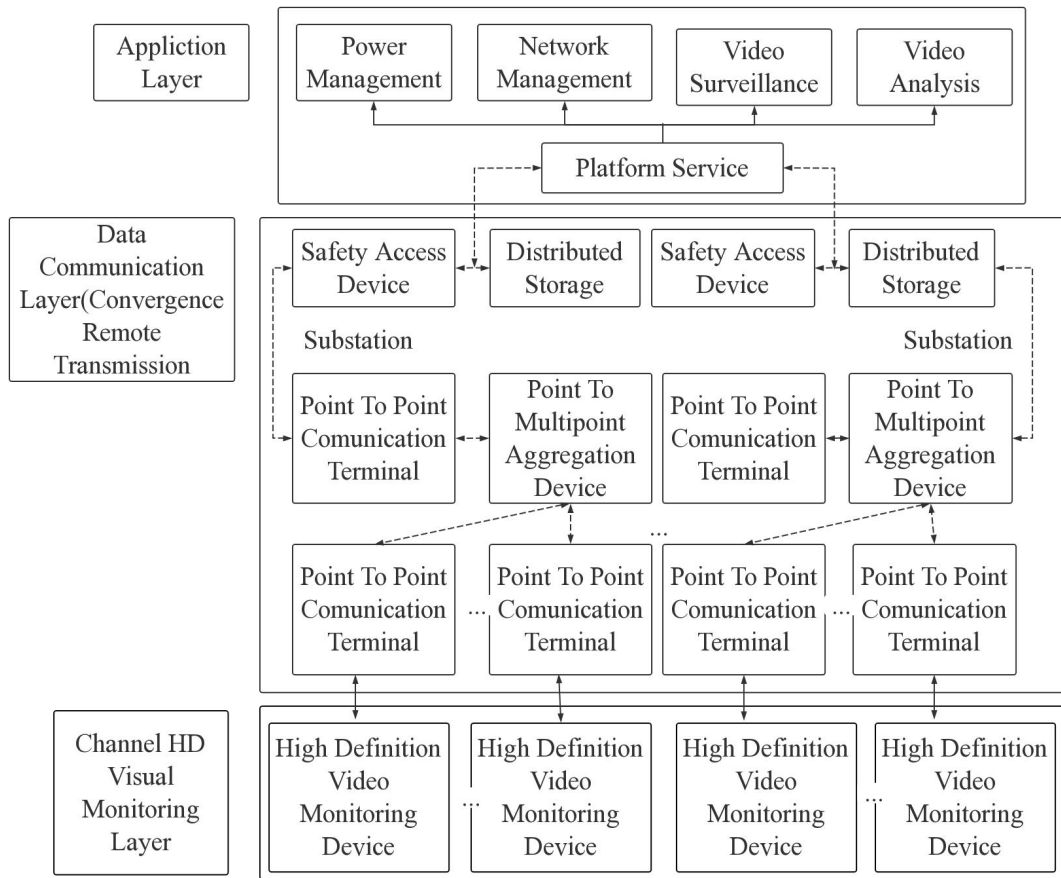 Appliction
Layer
Power
Management
Network
Management
Video
Surveillance
Video
Analysis
Platform Service
Data
Communication
Layer(Convergence
Remote
Transmission
Safety Access
Device
Distributed
Storage
Safety Access
Device
Distributed
Storage
Substation
Substation
Point To Point
Comunication
Terminal
Point To
Multipoint
Aggregation
Device
Point To Point
Comunication
Terminal
Point To
Multipoint
Aggregation
Device
...
Point To Point
Comunication
Terminal
...
Point To Point
Comunication
Terminal
Point To Point
Comunication
Terminal
...
Point To Point
Comunication
Terminal
Channel HD
Visual
Monitoring
Layer
High Definition
Video
Monitoring
Device
...
High Definition
Video
Monitoring
Device
High Definition
Video
Monitoring
Device
...
High Definition
Video
Monitoring
Device